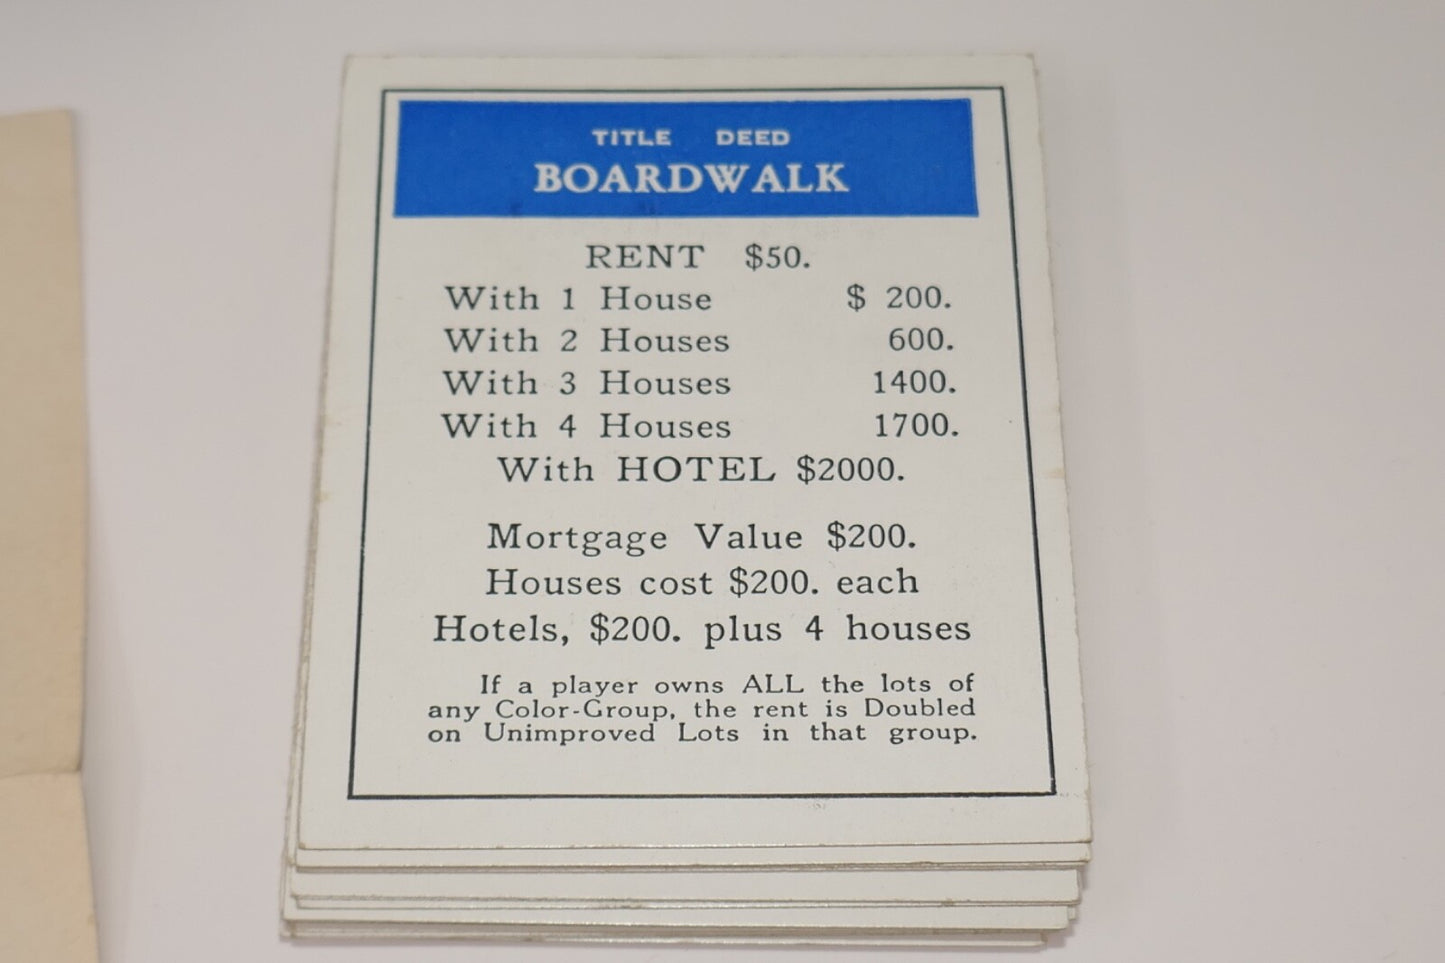 TITLE DEED
BOARDWALK
RENT $50.
With 1 House $ 200.
With 2 Houses 600.
With 3 Houses 1400.
With 4 Houses 1700.
With HOTEL $2000.
Mortgage Value $200.
Houses cost $200. each
Hotels, $200. plus 4 houses
If a player owns ALL the lots of
any Color-Group, the rent is Doubled
on Unimproved Lots in that group.